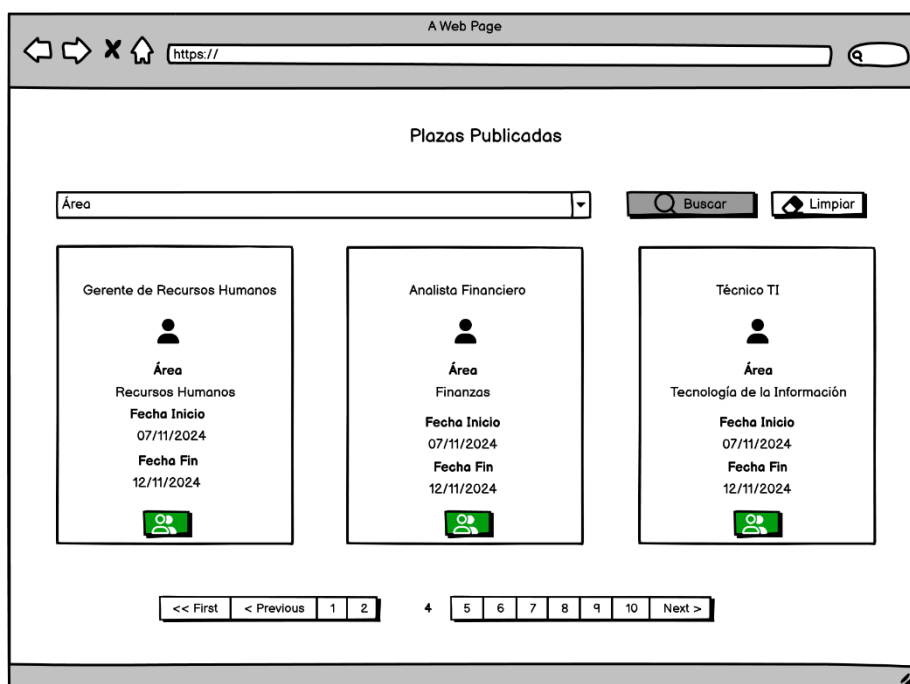 A Web Page
https://
Plazas Publicadas
Área
Buscar
Limpiar
Gerente de Recursos Humanos
Área
Recursos Humanos
Fecha Inicio
07/11/2024
Fecha Fin
12/11/2024
Analista Financiero
Área
Finanzas
Fecha Inicio
07/11/2024
Fecha Fin
12/11/2024
Técnico TI
Área
Tecnología de la Información
Fecha Inicio
07/11/2024
Fecha Fin
12/11/2024
<< First < Previous 1 2 4 5 6 7 8 9 10 Next >